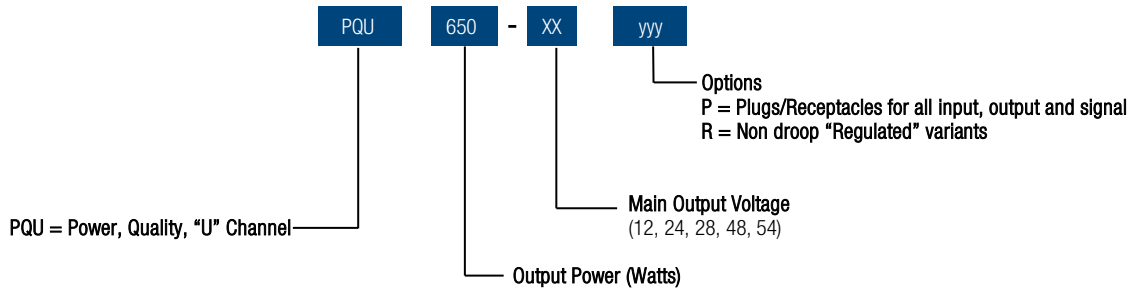 PQU 650 - XX yyy
Options
P = Plugs/Receptacles for all input, output and signal
R = Non droop “Regulated” variants
Main Output Voltage
(12, 24, 28, 48, 54)
PQU = Power, Quality, “U” Channel
Output Power (Watts)